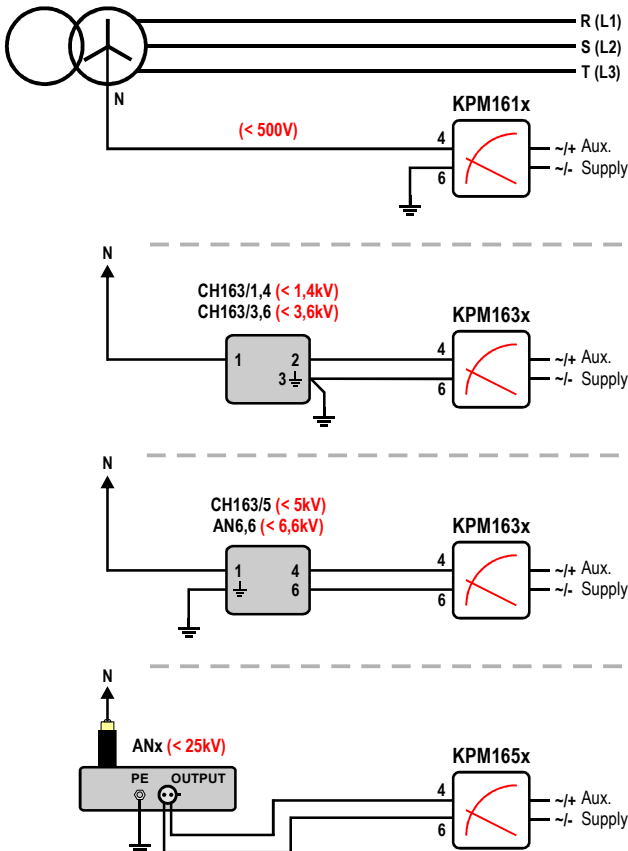 R (L1)
S (L2)
T (L3)
N
KPM161x
(< 500V)
4
~/+ Aux.
6
~/- Supply
N
CH163/1,4 (< 1,4kV)
CH163/3,6 (< 3,6kV)
KPM163x
1 2
3
4
~/+ Aux.
6
~/- Supply
N
CH163/5 (< 5kV)
AN6,6 (< 6,6kV)
KPM163x
1 4
6
4
~/+ Aux.
6
~/- Supply
N
ANx (< 25kV)
KPM165x
PE OUTPUT
4
~/+ Aux.
6
~/- Supply